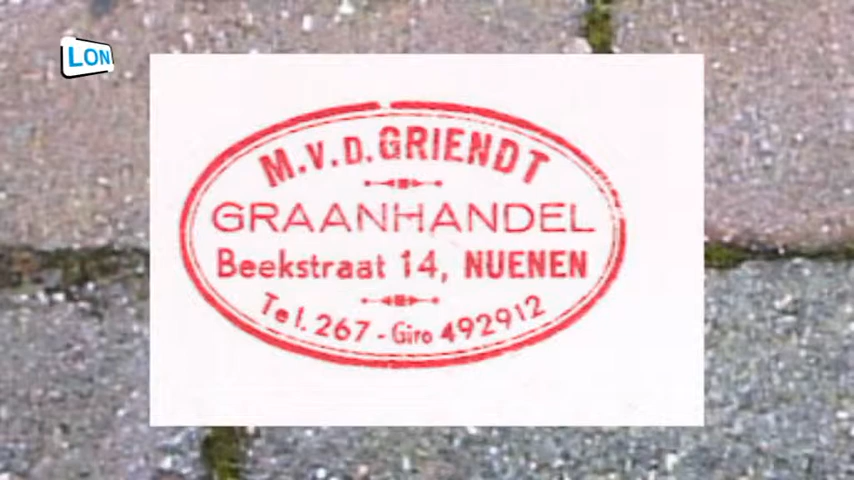 LON
M.v.d. GRIENDT
GRAANHANDEL
Beekstraat 14, NUENEN
Tel. 267 - Giro 492912